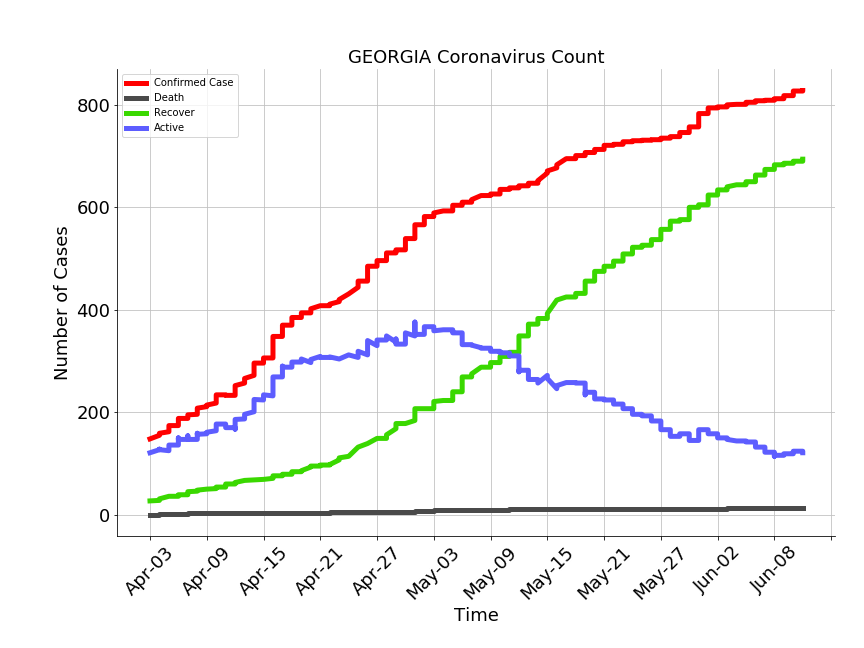 GEORGIA Coronavirus Count
Confirmed Case
Death
Recover
Active
800
600
400
200
0
Number of Cases
Apr-03 Apr-09 Apr-15 Apr-21 Apr-27 May-03 May-09 May-15 May-21 May-27 Jun-02 Jun-08
Time